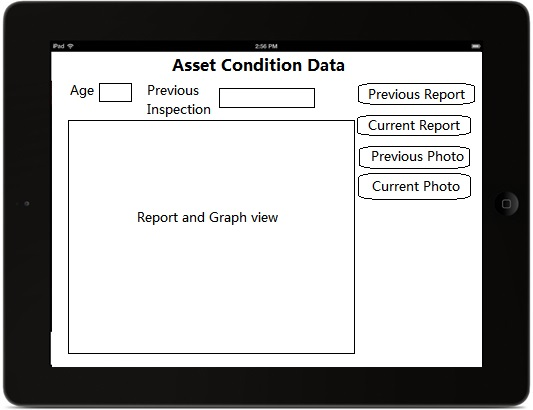 iPad 2:56 PM
Asset Condition Data
Age
Previous
Inspection
Previous Report
Current Report
Previous Photo
Current Photo
Report and Graph view